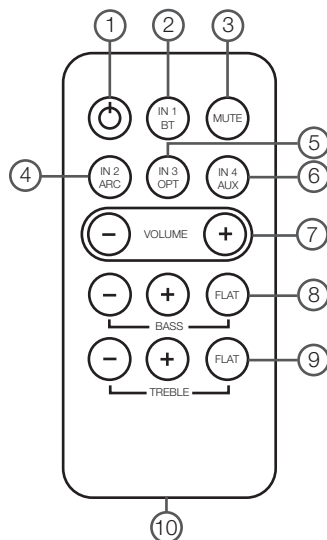 1 2 3
IN 1
BT
MUTE
5
4
IN 2
ARC
IN 3
OPT
IN 4
AUX
6
− VOLUME +
7
− + FLAT
8
BASS
− + FLAT
9
TREBLE
10